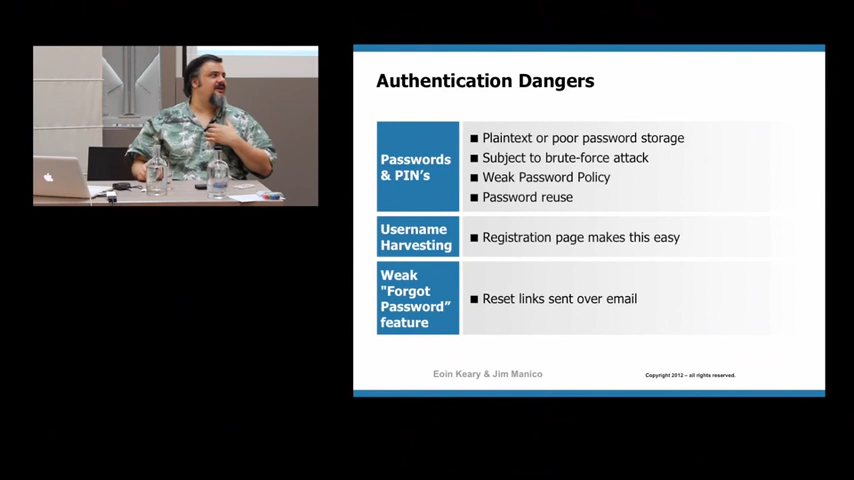 Authentication Dangers
Passwords
& PIN's
■ Plaintext or poor password storage
■ Subject to brute-force attack
■ Weak Password Policy
■ Password reuse
Username
Harvesting
■ Registration page makes this easy
Weak
"Forgot
Password”
feature
■ Reset links sent over email
Eoin Keary & Jim Manico
Copyright 2012 – all rights reserved.